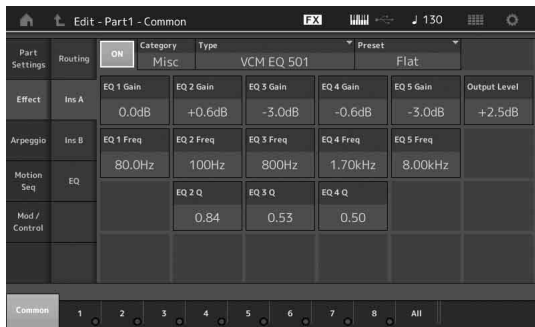 Edit - Part1 - Common FX ♩ 130
Part Settings Routing ON Category Misc Type VCM EQ 501 Preset Flat
Effect Ins A EQ 1 Gain EQ 2 Gain EQ 3 Gain EQ 4 Gain EQ 5 Gain Output Level
0.0dB +0.6dB -3.0dB -0.6dB -3.0dB +2.5dB
Arpeggio Ins B EQ 1 Freq EQ 2 Freq EQ 3 Freq EQ 4 Freq EQ 5 Freq
80.0Hz 100Hz 800Hz 1.70kHz 8.00kHz
Motion Seq EQ EQ 2 Q EQ 3 Q EQ 4 Q
Mod / Control 0.84 0.53 0.50
Common 1 2 3 4 5 6 7 8 All